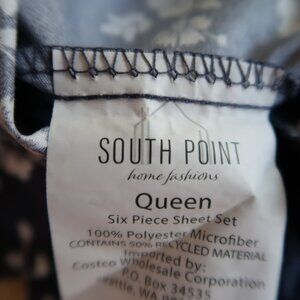 SOUTH POINT
home fashions
Queen
Six Piece Sheet Set
100% Polyester Microfiber
CONTAINS 50% RECYCLED MATERIAL
Imported by:
Costco Wholesale Corporation
P.O. Box 34535
Seattle, WA